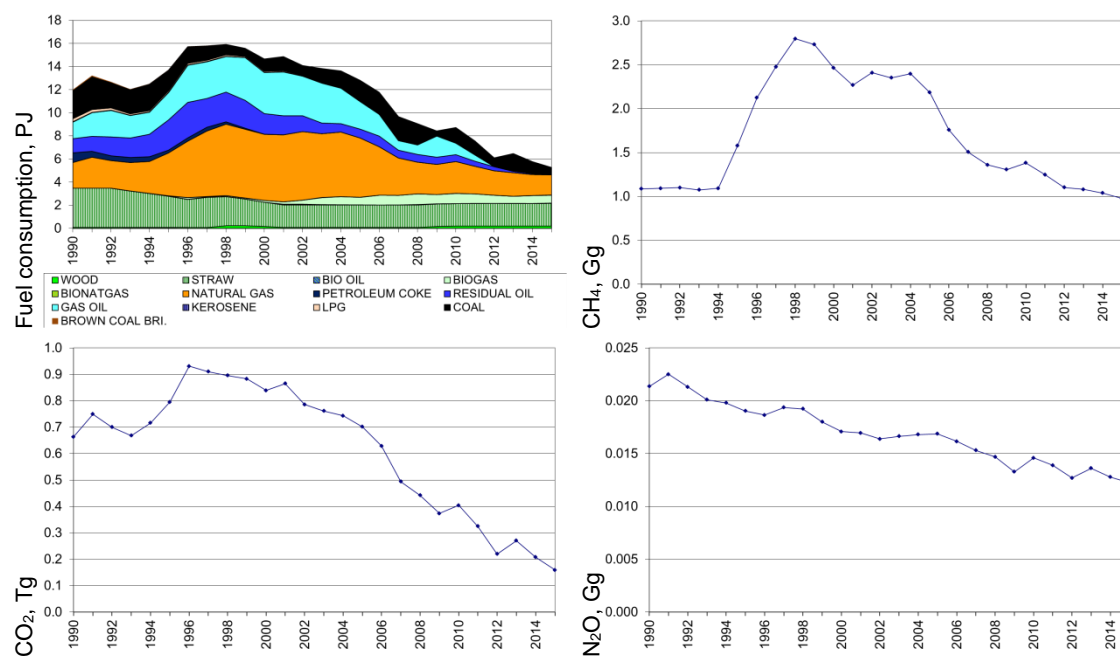 Fuel consumption, PJ
18
16
14
12
10
8
6
4
2
0
1990 1992 1994 1996 1998 2000 2002 2004 2006 2008 2010 2012 2014
WOOD STRAW BIO OIL BIOGAS
BIONATGAS NATURAL GAS PETROLEUM COKE RESIDUAL OIL
GAS OIL KEROSENE LPG COAL
BROWN COAL BRI.
CH₄, Gg
3.0
2.5
2.0
1.5
1.0
0.5
0.0
1990 1992 1994 1996 1998 2000 2002 2004 2006 2008 2010 2012 2014
CO₂, Tg
1.0
0.9
0.8
0.7
0.6
0.5
0.4
0.3
0.2
0.1
0.0
1990 1992 1994 1996 1998 2000 2002 2004 2006 2008 2010 2012 2014
N₂O, Gg
0.025
0.020
0.015
0.010
0.005
0.000
1990 1992 1994 1996 1998 2000 2002 2004 2006 2008 2010 2012 2014